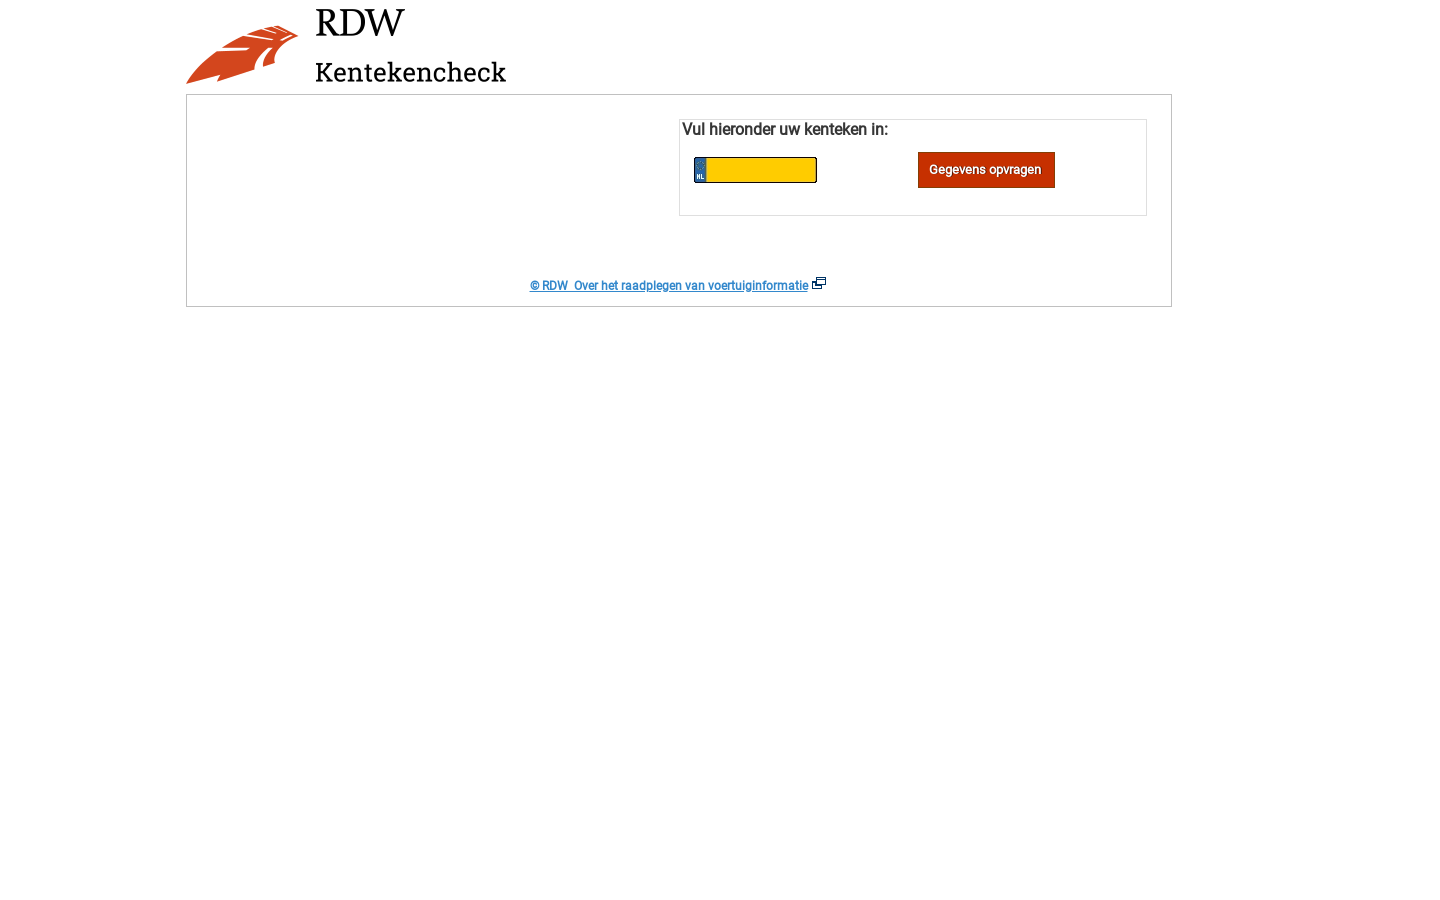 RDW
Kentekencheck
Vul hieronder uw kenteken in:
NL
Gegevens opvragen
© RDW Over het raadplegen van voertuiginformatie